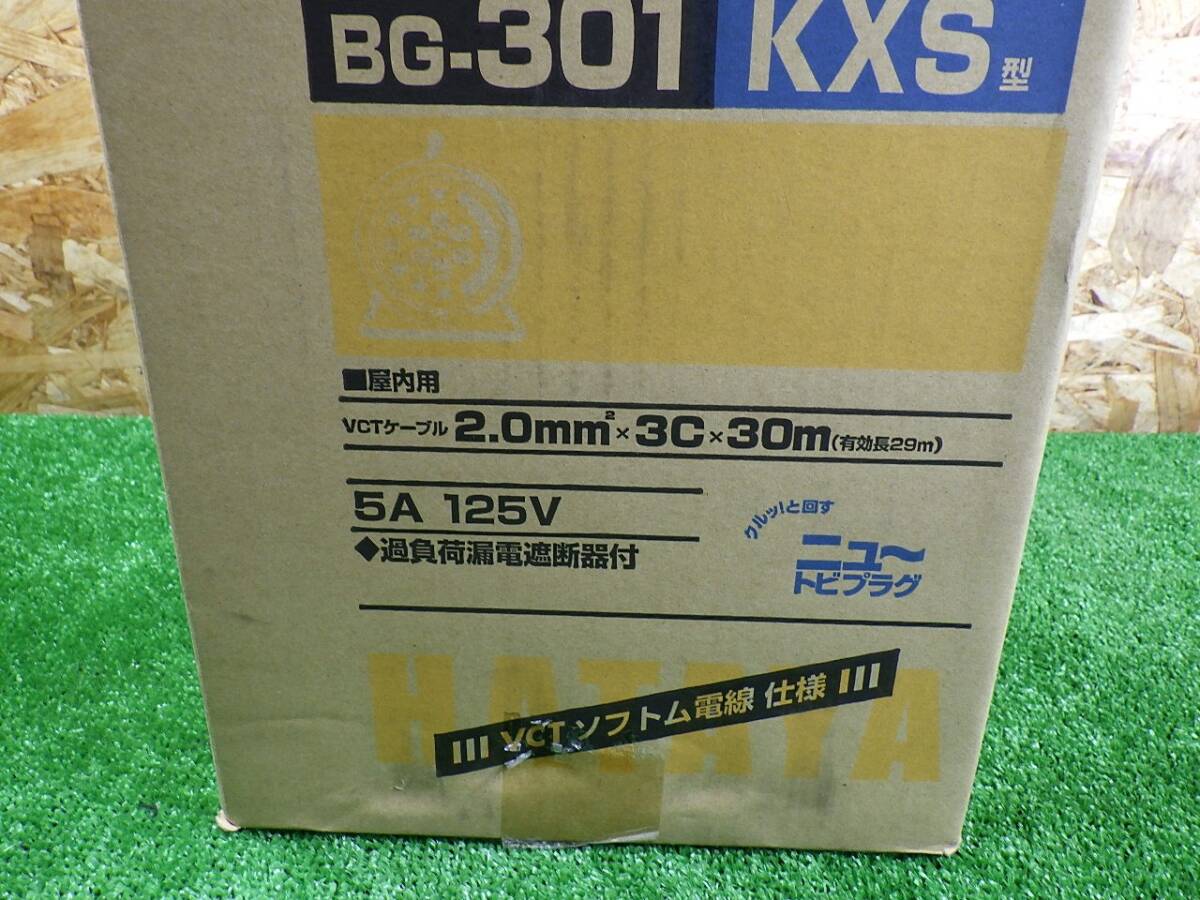 BG-301 KXS型
■屋内用
VCTケーブル 2.0mm²×3C×30m(有効長29m)
5A 125V
◆過負荷漏電遮断器付
クルッ!と回す
ニュ〜
トビプラグ
HATAYA
VCT ソフトム電線 仕様